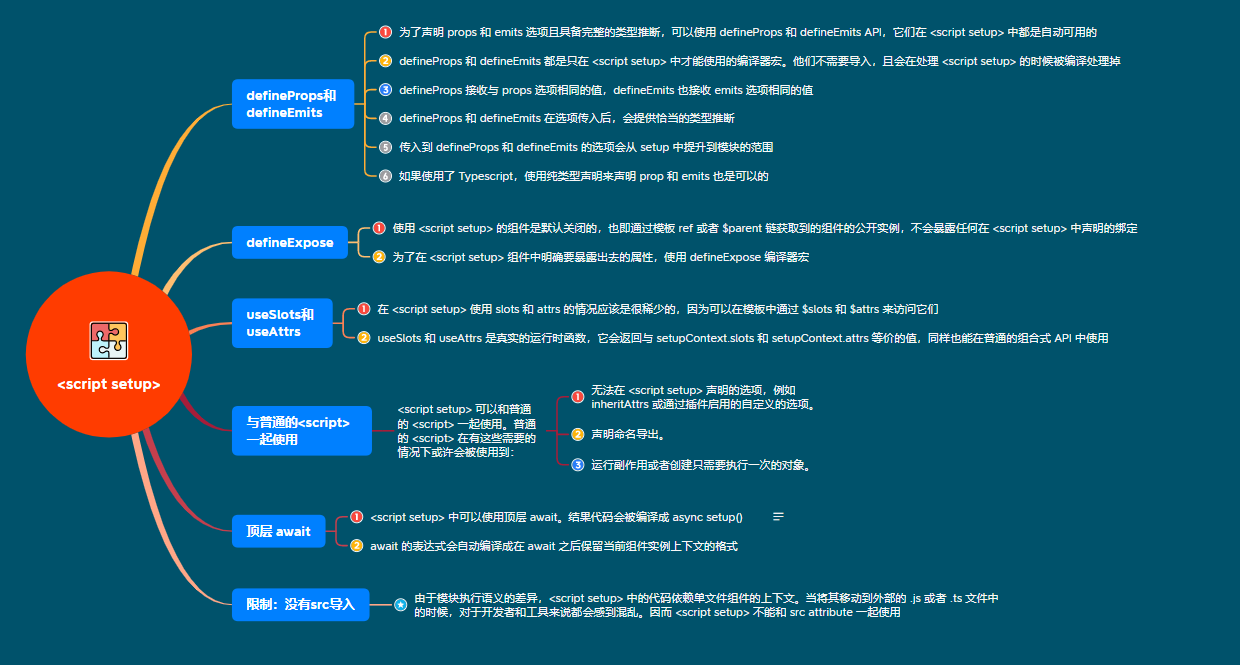 <script setup>
defineProps和
defineEmits
1 为了声明 props 和 emits 选项且具备完整的类型推断，可以使用 defineProps 和 defineEmits API，它们在 <script setup> 中都是自动可用的
2 defineProps 和 defineEmits 都是只在 <script setup> 中才能使用的编译器宏。他们不需要导入，且会在处理 <script setup> 的时候被编译处理掉
3 defineProps 接收与 props 选项相同的值，defineEmits 也接收 emits 选项相同的值
4 defineProps 和 defineEmits 在选项传入后，会提供恰当的类型推断
5 传入到 defineProps 和 defineEmits 的选项会从 setup 中提升到模块的范围
6 如果使用了 Typescript，使用纯类型声明来声明 prop 和 emits 也是可以的
defineExpose
1 使用 <script setup> 的组件是默认关闭的，也即通过模板 ref 或者 $parent 链获取到的组件的公开实例，不会暴露任何在 <script setup> 中声明的绑定
2 为了在 <script setup> 组件中明确要暴露出去的属性，使用 defineExpose 编译器宏
useSlots和
useAttrs
1 在 <script setup> 使用 slots 和 attrs 的情况应该是很稀少的，因为可以在模板中通过 $slots 和 $attrs 来访问它们
2 useSlots 和 useAttrs 是真实的运行时函数，它会返回与 setupContext.slots 和 setupContext.attrs 等价的值，同样也能在普通的组合式 API 中使用
与普通的<script>
一起使用
<script setup> 可以和普通
的 <script> 一起使用。普通
的 <script> 在有这些需要的
情况下或许会被使用到：
1 无法在 <script setup> 声明的选项，例如
inheritAttrs 或通过插件启用的自定义的选项。
2 声明命名导出。
3 运行副作用或者创建只需要执行一次的对象。
顶层 await
1 <script setup> 中可以使用顶层 await。结果代码会被编译成 async setup()
2 await 的表达式会自动编译成在 await 之后保留当前组件实例上下文的格式
限制：没有src导入
由于模块执行语义的差异，<script setup> 中的代码依赖单文件组件的上下文。当将其移动到外部的 .js 或者 .ts 文件中
的时候，对于开发者和工具来说都会感到混乱。因而 <script setup> 不能和 src attribute 一起使用